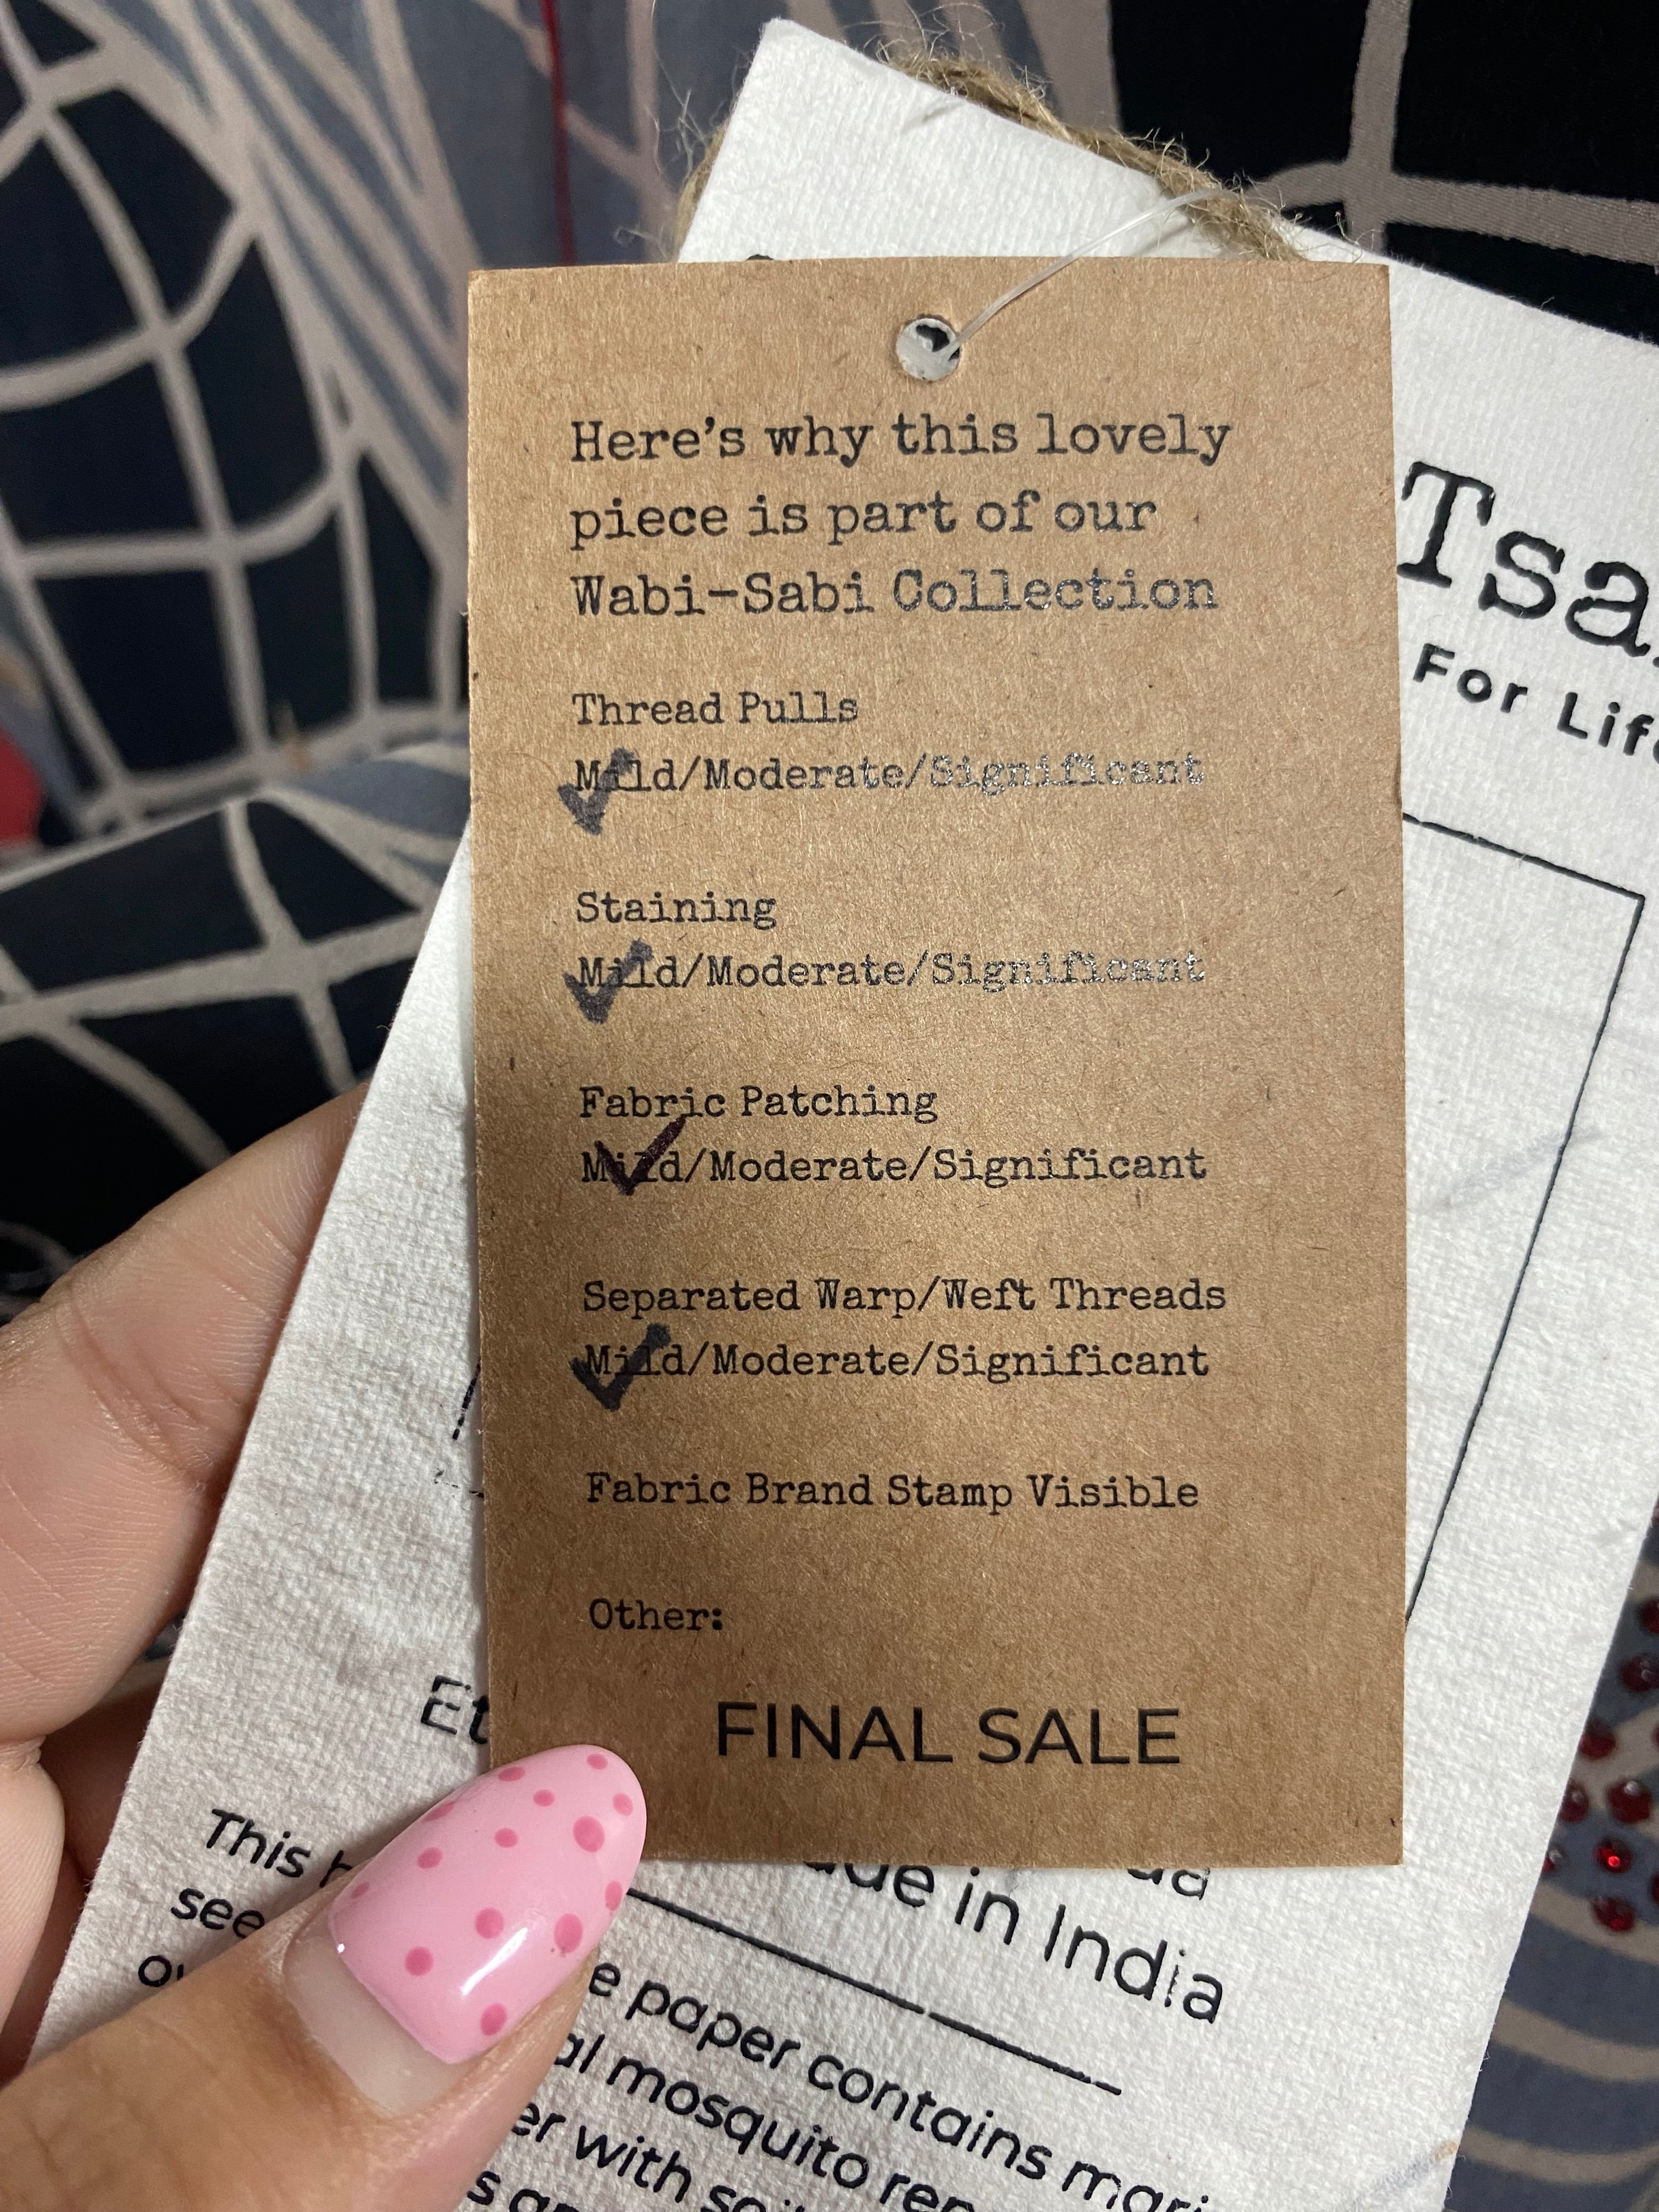 Here's why this lovely
piece is part of our
Wabi-Sabi Collection
Thread Pulls
Mild/Moderate/Significant
Staining
Mild/Moderate/Significant
Fabric Patching
Mild/Moderate/Significant
Separated Warp/Weft Threads
Mild/Moderate/Significant
Fabric Brand Stamp Visible
Other:
FINAL SALE
For
in India
This
see
paper contains
mosquito
with